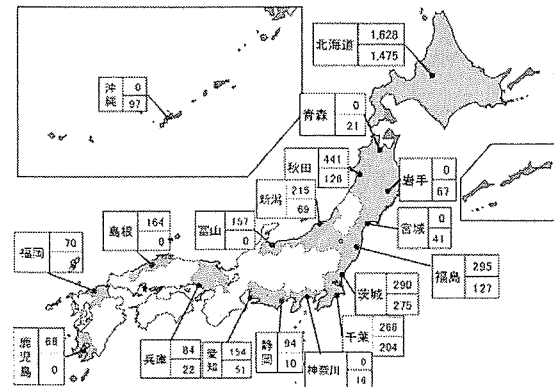 北海道 1,628
1,475
沖縄 0
97
青森 0
21
秋田 441
126
岩手 0
67
新潟 215
69
宮城 0
41
島根 164
0
富山 157
0
福岡 70
福島 295
127
茨城 290
275
千葉 266
204
鹿児島 68
0
兵庫 84
22
愛知 154
51
静岡 94
10
神奈川 0